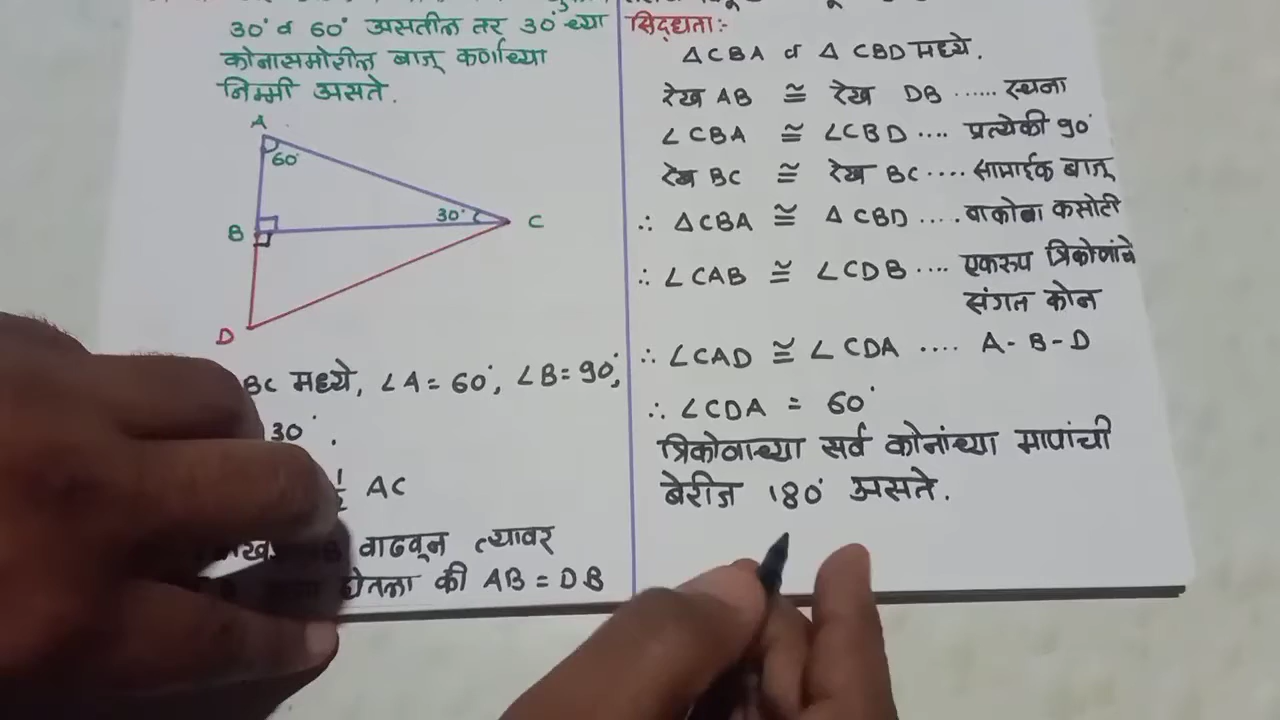 30° व 60° असतील तर 30° च्या
कोनासमोरील बाजू कर्णाच्या
निम्मी असते.
A
60°
30°
B
C
D
BC मध्ये, ∠A = 60°, ∠B = 90°,
30°.
AC
वाढवून त्यावर
घेतला की AB = DB
सिद्धता:-
△CBA व △CBD मध्ये.
रेख AB ≅ रेख DB ...... रचना
∠CBA ≅ ∠CBD .... प्रत्येकी 90°
रेख BC ≅ रेख BC .... सामाईक बाजू
∴ △CBA ≅ △CBD .... बाकोबा कसोटी
∴ ∠CAB ≅ ∠CDB .... एकरुप त्रिकोणांचे
संगत कोन
∴ ∠CAD ≅ ∠CDA .... A-B-D
∴ ∠CDA = 60°
त्रिकोणाच्या सर्व कोनांच्या मापांची
बेरीज 180° असते.